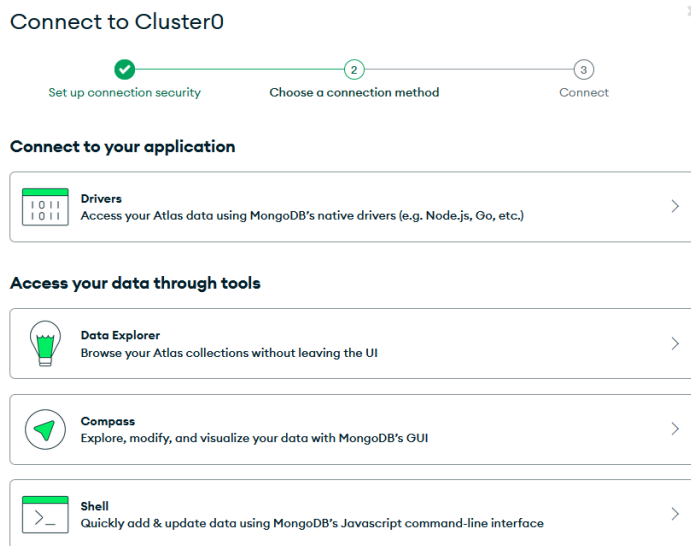 Connect to Cluster0
2
3
Set up connection security
Choose a connection method
Connect
Connect to your application
1011
1011
Drivers
Access your Atlas data using MongoDB's native drivers (e.g. Node.js, Go, etc.)
Access your data through tools
Data Explorer
Browse your Atlas collections without leaving the UI
Compass
Explore, modify, and visualize your data with MongoDB's GUI
>_
Shell
Quickly add & update data using MongoDB's Javascript command-line interface